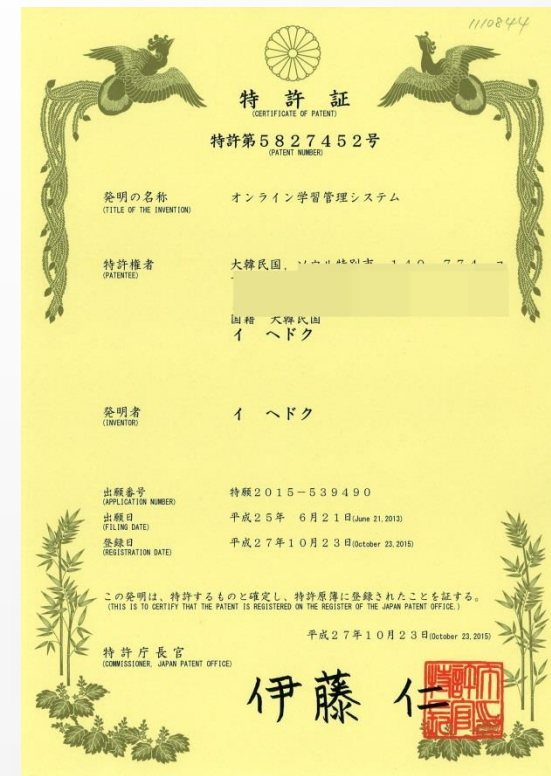 1110844
特許証
(CERTIFICATE OF PATENT)
特許第5827452号
(PATENT NUMBER)
発明の名称 オンライン学習管理システム
(TITLE OF THE INVENTION)
特許権者 大韓民国,
(PATENTEE)
国籍 大韓民国
イ ヘドク
発明者 イ ヘドク
(INVENTOR)
出願番号 特願2015-539490
(APPLICATION NUMBER)
出願日 平成25年 6月21日(June 21,2013)
(FILING DATE)
登録日 平成27年10月23日(October 23,2015)
(REGISTRATION DATE)
この発明は、特許するものと確定し、特許原簿に登録されたことを証する。
(THIS IS TO CERTIFY THAT THE PATENT IS REGISTERED ON THE REGISTER OF THE JAPAN PATENT OFFICE.)
平成27年10月23日(October 23,2015)
特許庁長官
(COMMISSIONER, JAPAN PATENT OFFICE)
伊藤 仁